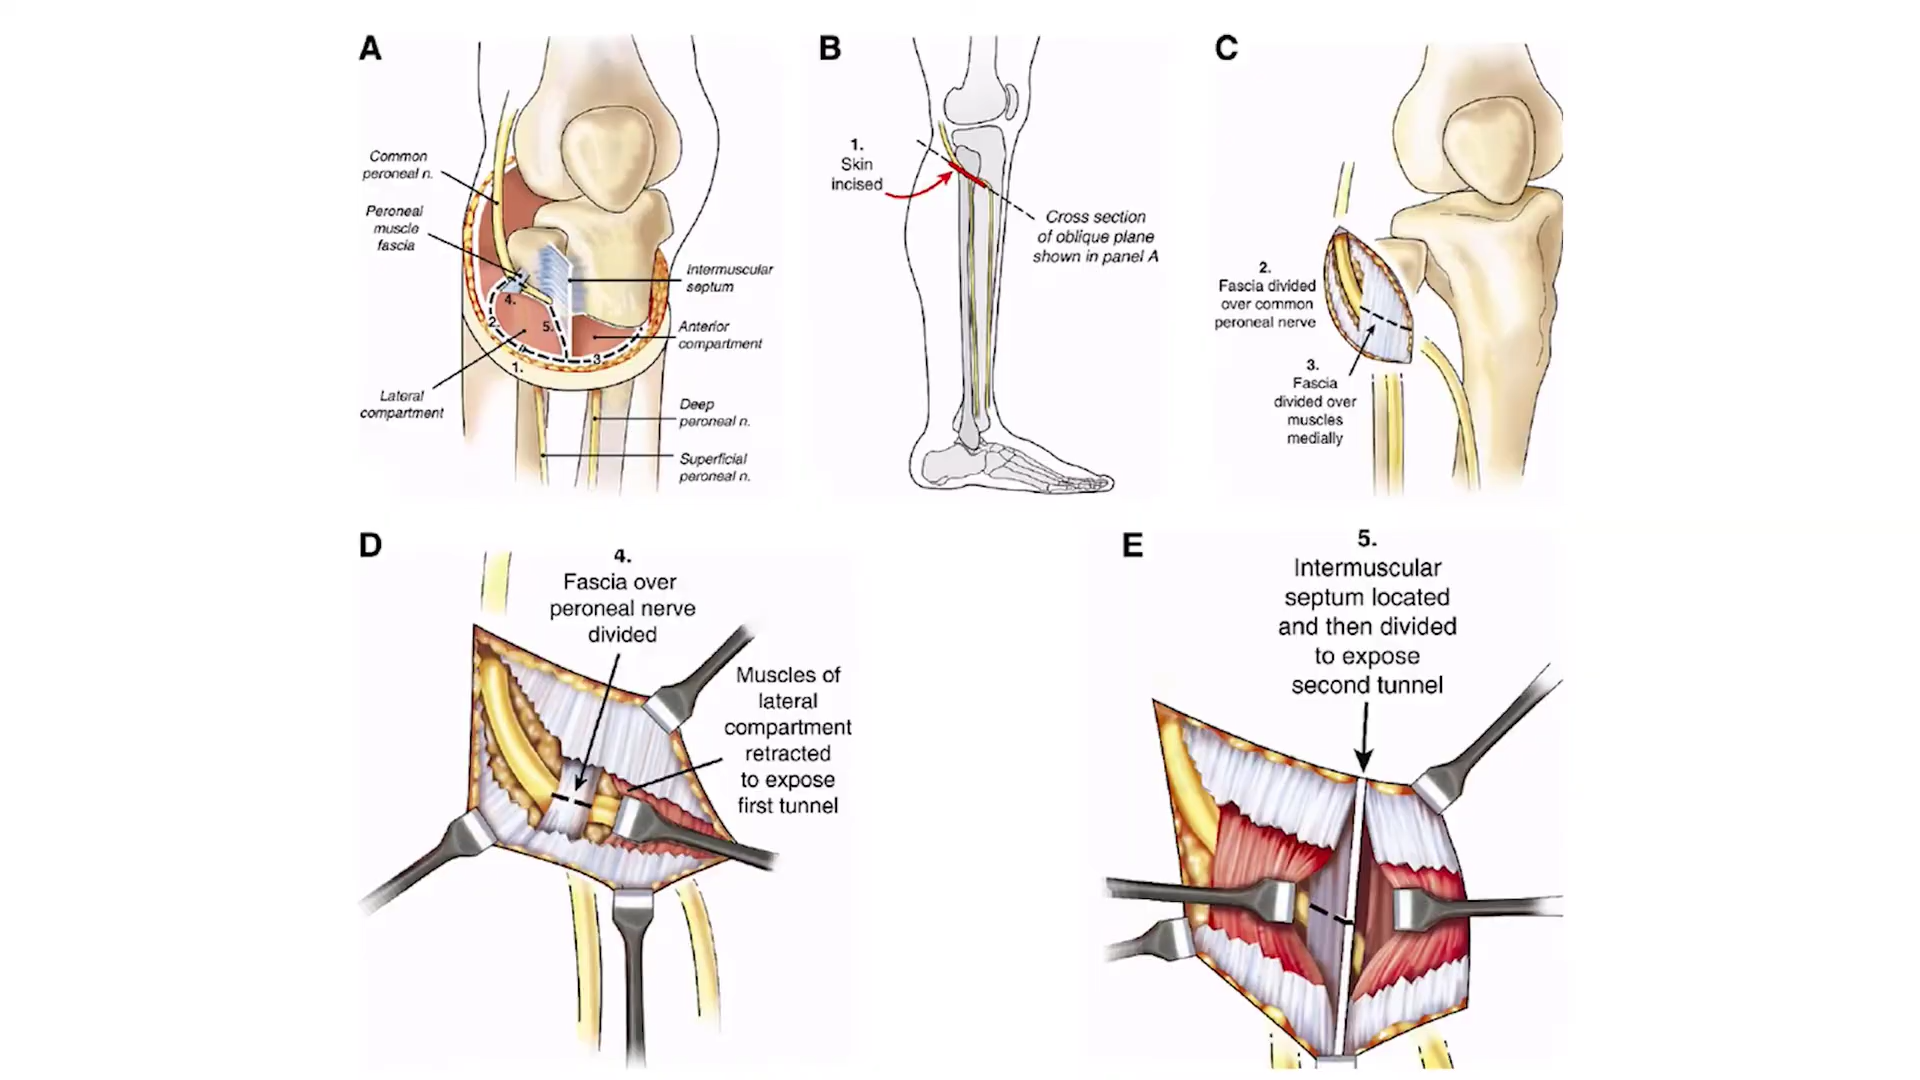 A
Common
peroneal n.
Peroneal
muscle
fascia
4.
2.
5.
3
1.
Intermuscular
septum
Anterior
compartment
Lateral
compartment
Deep
peroneal n.
Superficial
peroneal n.
B
1.
Skin
incised
Cross section
of oblique plane
shown in panel A
C
2.
Fascia divided
over common
peroneal nerve
3.
Fascia
divided over
muscles
medially
D
4.
Fascia over
peroneal nerve
divided
Muscles of
lateral
compartment
retracted
to expose
first tunnel
E
5.
Intermuscular
septum located
and then divided
to expose
second tunnel